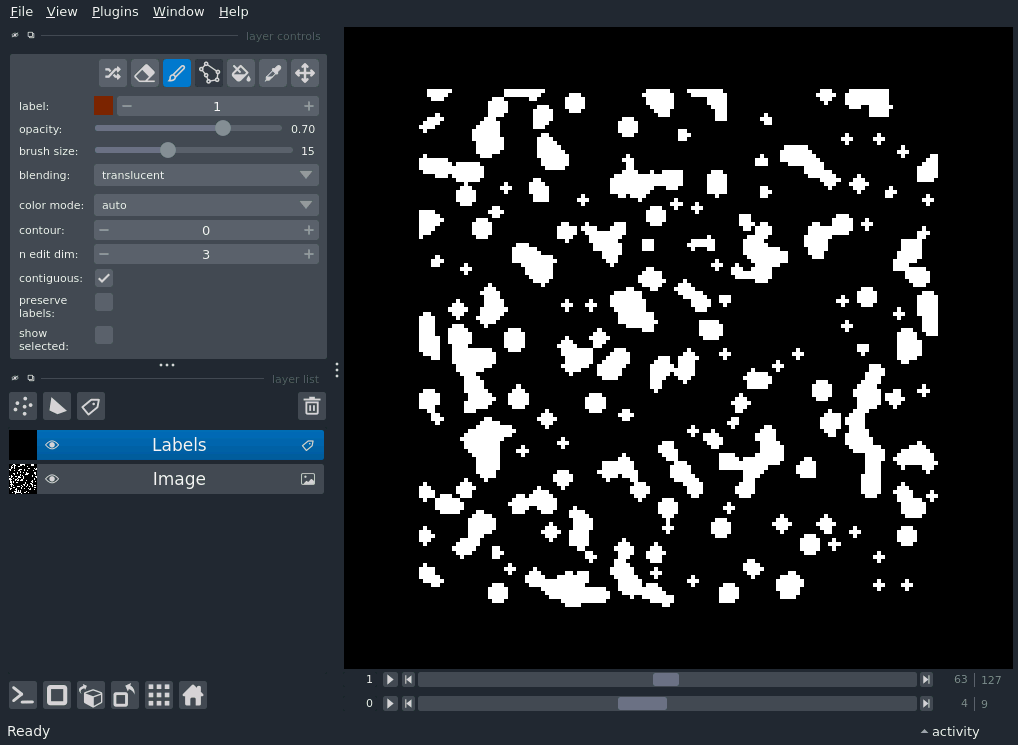 File View Plugins Window Help
layer controls
label: 1
opacity: 0.70
brush size: 15
blending: translucent
color mode: auto
contour: 0
n edit dim: 3
contiguous:
preserve
labels:
show
selected:
layer list
Labels
Image
1 63 127
0 4 9
Ready activity